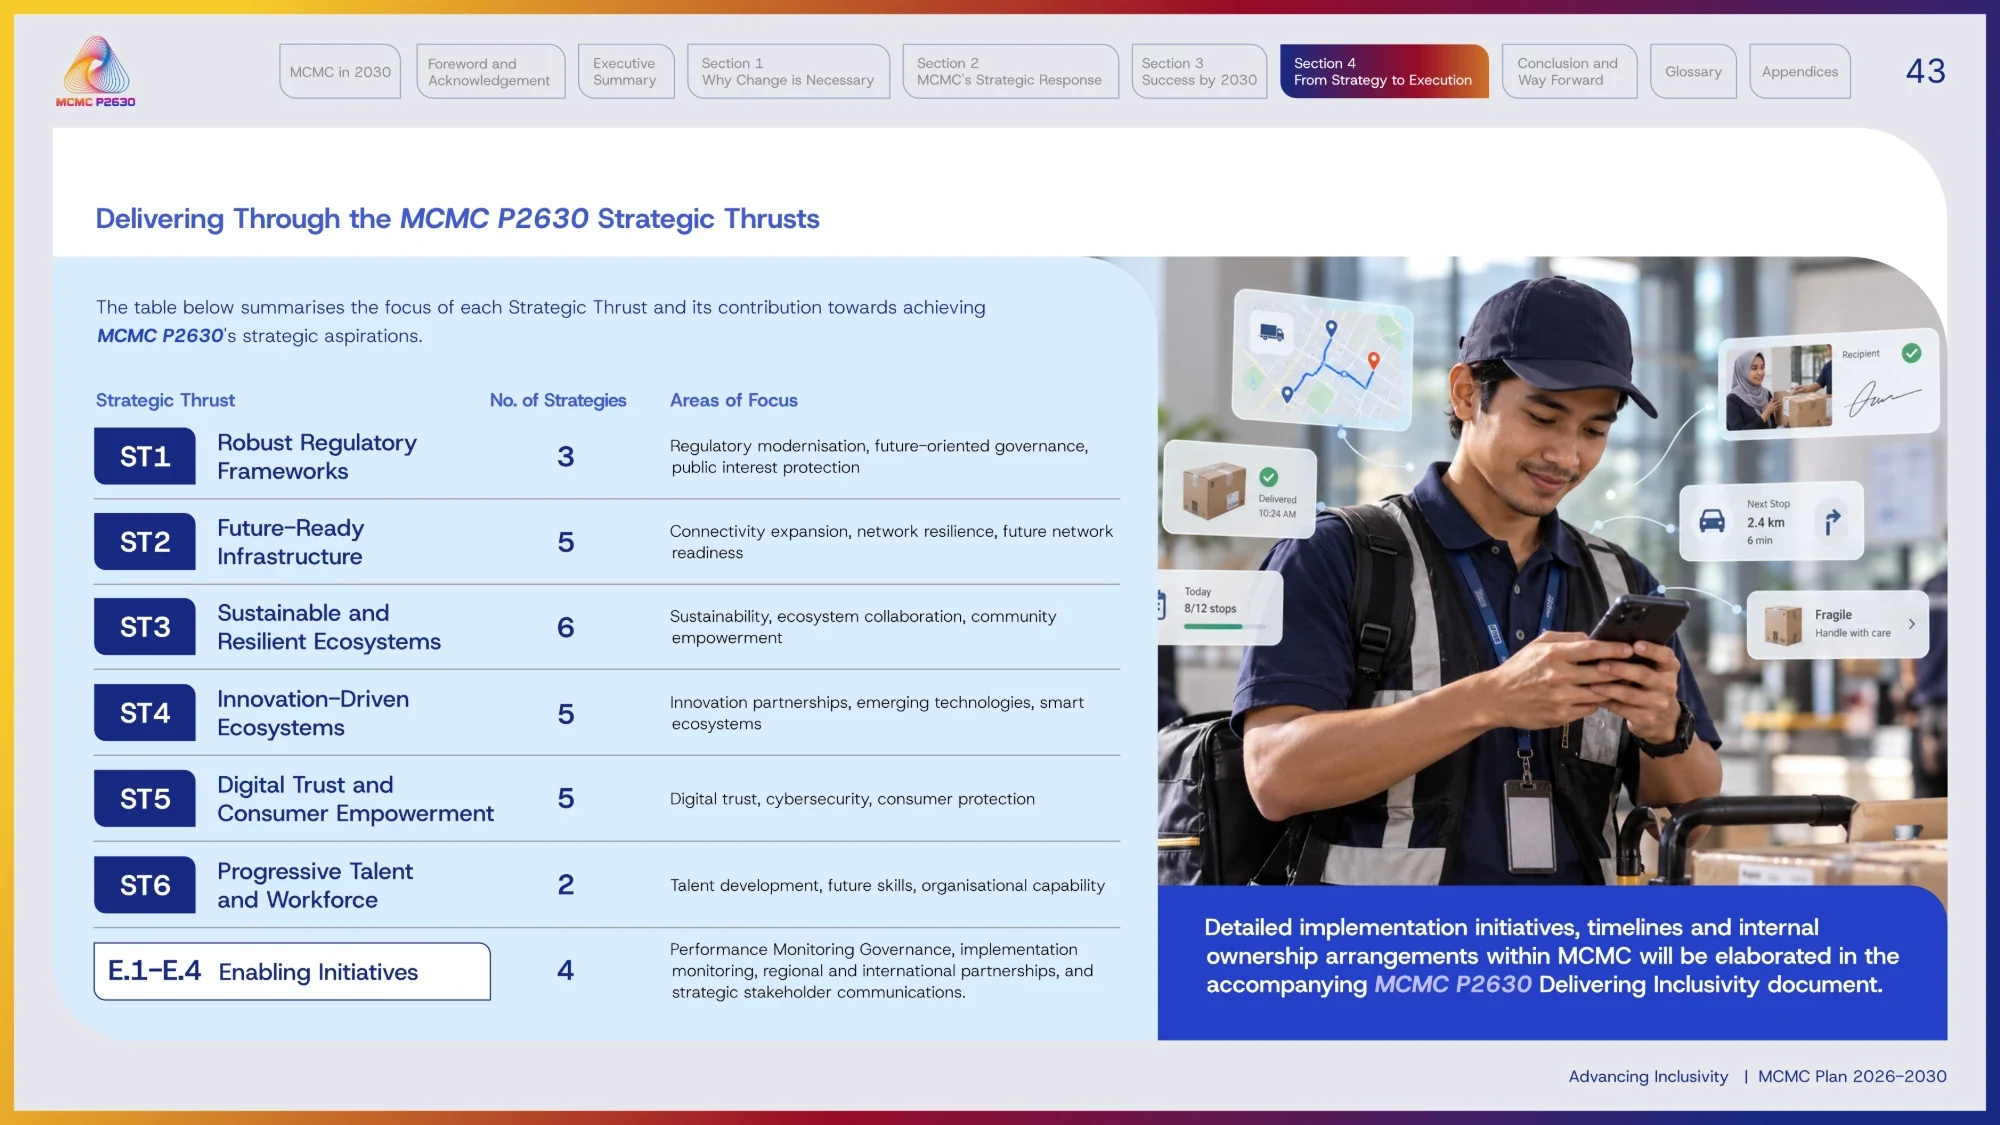 MCMC P2630
MCMC in 2030
Foreword and
Acknowledgement
Executive
Summary
Section 1
Why Change is Necessary
Section 2
MCMC's Strategic Response
Section 3
Success by 2030
Section 4
From Strategy to Execution
Conclusion and
Way Forward
Glossary
Appendices
43
Delivering Through the MCMC P2630 Strategic Thrusts
The table below summarises the focus of each Strategic Thrust and its contribution towards achieving
MCMC P2630's strategic aspirations.
Strategic Thrust No. of Strategies Areas of Focus
ST1
Robust Regulatory
Frameworks
3
Regulatory modernisation, future-oriented governance,
public interest protection
ST2
Future-Ready
Infrastructure
5
Connectivity expansion, network resilience, future network
readiness
ST3
Sustainable and
Resilient Ecosystems
6
Sustainability, ecosystem collaboration, community
empowerment
ST4
Innovation-Driven
Ecosystems
5
Innovation partnerships, emerging technologies, smart
ecosystems
ST5
Digital Trust and
Consumer Empowerment
5
Digital trust, cybersecurity, consumer protection
ST6
Progressive Talent
and Workforce
2
Talent development, future skills, organisational capability
E.1-E.4 Enabling Initiatives
4
Performance Monitoring Governance, implementation
monitoring, regional and international partnerships, and
strategic stakeholder communications.
Recipient
Delivered
10:24 AM
Next Stop
2.4 km
6 min
Today
8/12 stops
Fragile
Handle with care
Detailed implementation initiatives, timelines and internal
ownership arrangements within MCMC will be elaborated in the
accompanying MCMC P2630 Delivering Inclusivity document.
Advancing Inclusivity | MCMC Plan 2026-2030